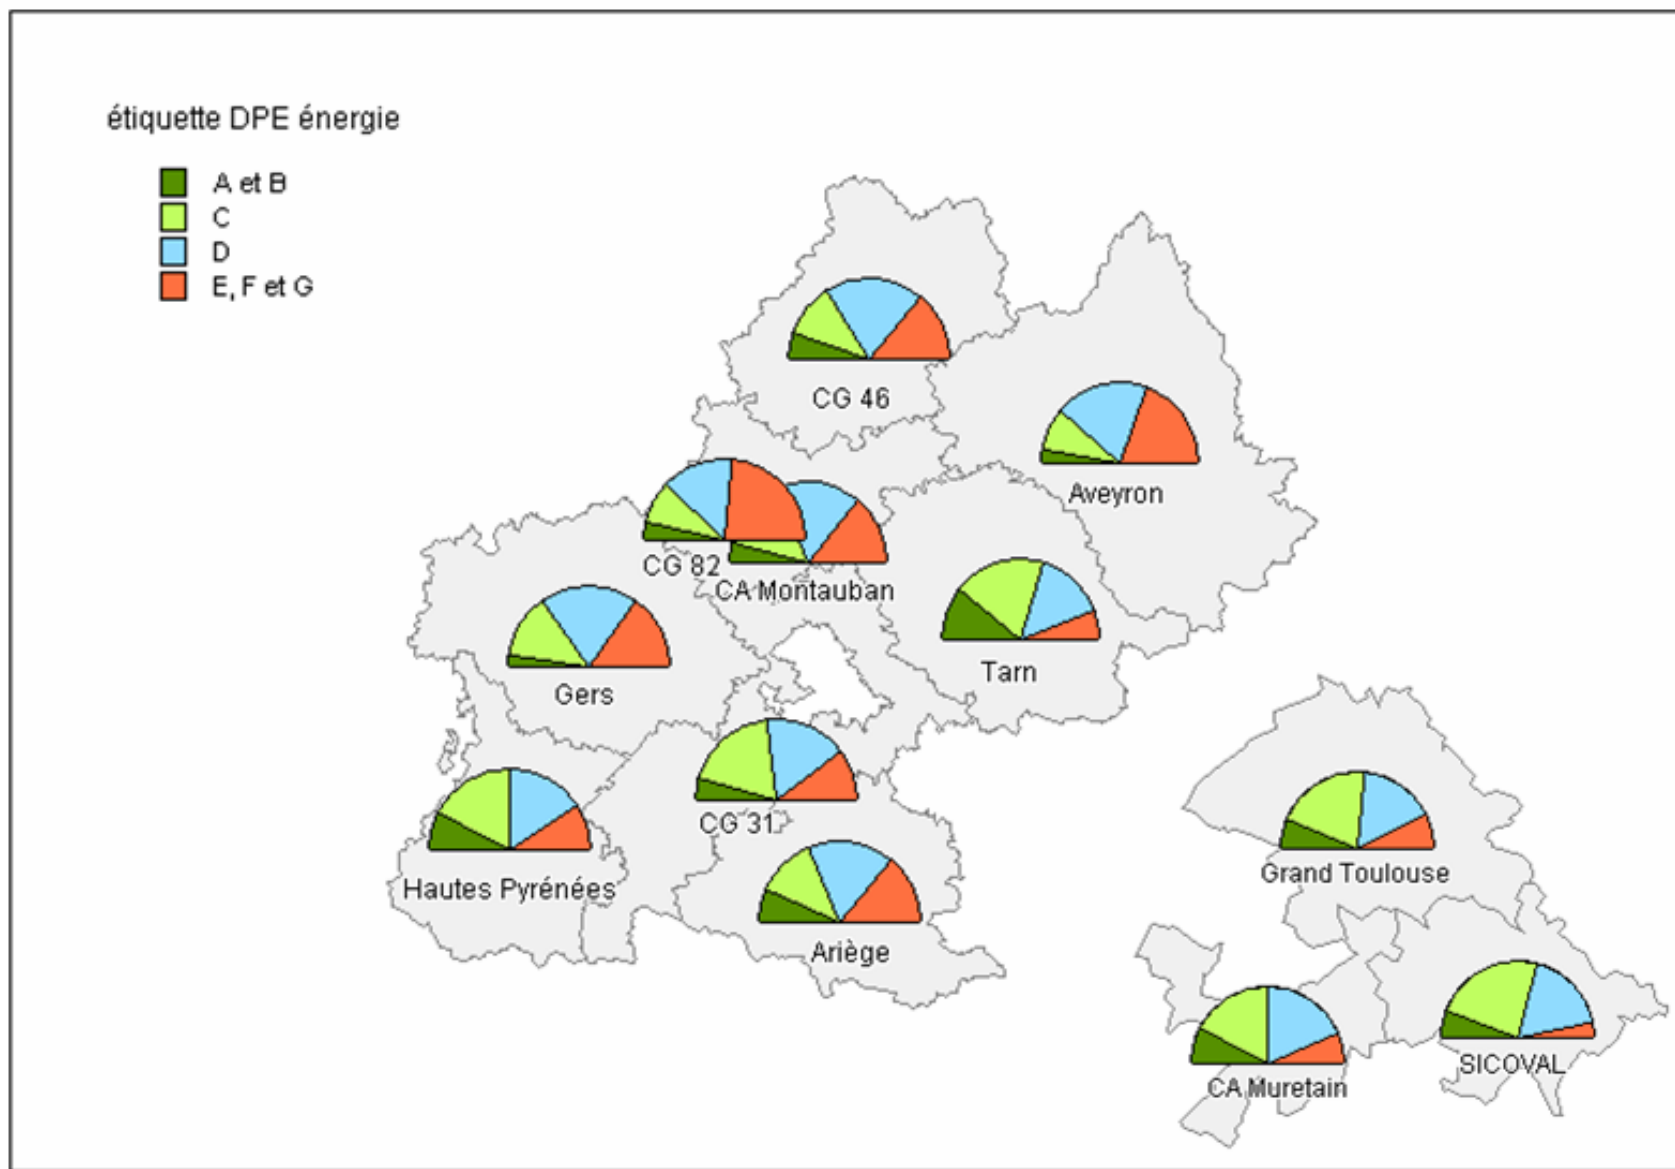 étiquette DPE énergie
A et B
C
D
E, F et G
CG 46
Aveyron
CG 82
CA Montauban
Tarn
Gers
CG 31
Hautes Pyrénées
Grand Toulouse
Ariège
SICOVAL
CA Muretain